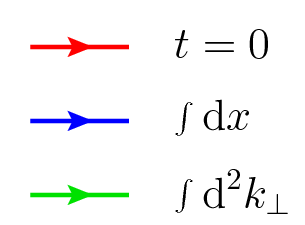 t = 0
∫ dx
∫ d²k⊥